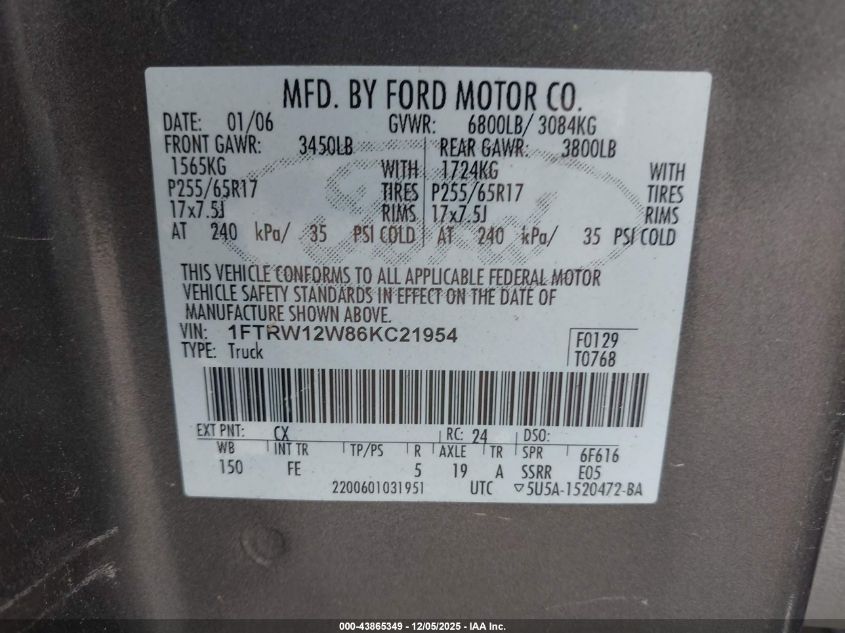 MFD. BY FORD MOTOR CO.
DATE: 01/06 GVWR: 6800LB/ 3084KG
FRONT GAWR: 3450LB REAR GAWR: 3800LB
1565KG WITH 1724KG WITH
P255/65R17 TIRES P255/65R17 TIRES
17x7.5J RIMS 17x7.5J RIMS
AT 240 kPa/ 35 PSI COLD AT 240 kPa/ 35 PSI COLD
THIS VEHICLE CONFORMS TO ALL APPLICABLE FEDERAL MOTOR
VEHICLE SAFETY STANDARDS IN EFFECT ON THE DATE OF
MANUFACTURE SHOWN ABOVE.
VIN: 1FTRW12W86KC21954 F0129
TYPE: Truck T0768
EXT PNT: CX RC: 24 DSO:
WB INT TR TP/PS R AXLE TR SPR 6F616
150 FE 5 19 A SSRR E05
2200601031951 UTC ▽5U5A-1520472-BA
000-43865349 - 12/05/2025 - IAA Inc.